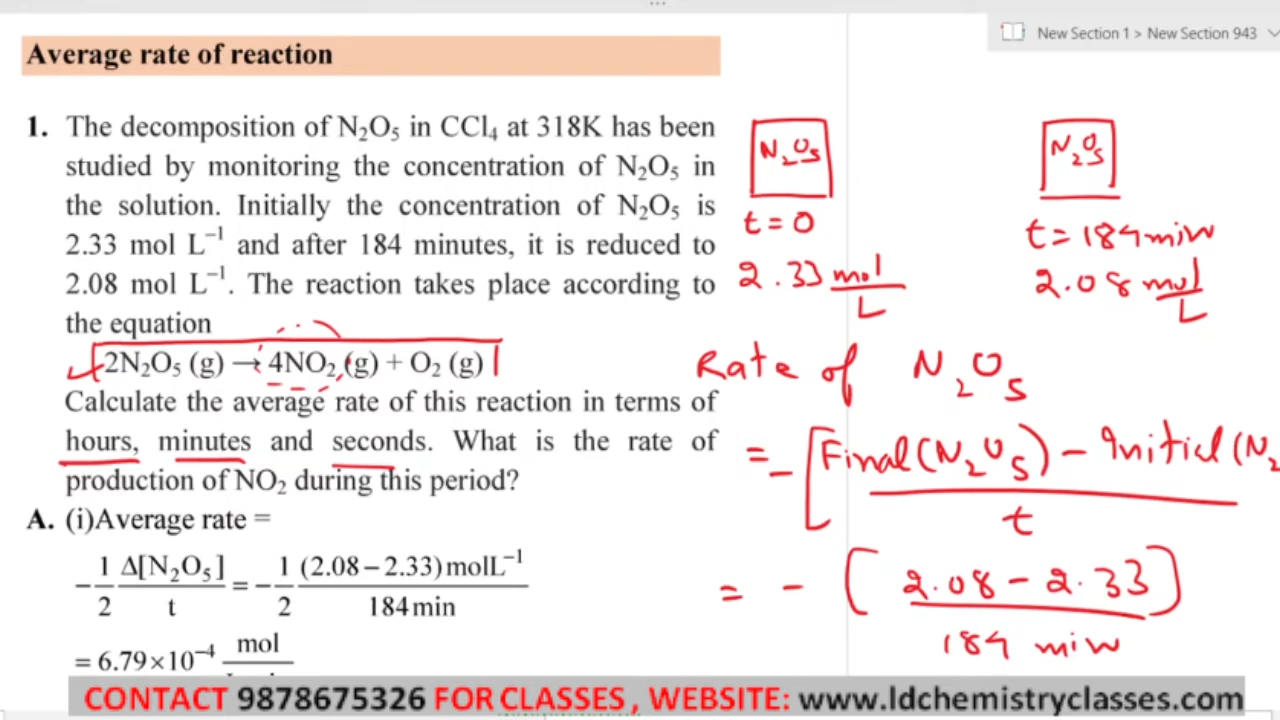 New Section 1 > New Section 943
Average rate of reaction
1. The decomposition of N₂O₅ in CCl₄ at 318K has been
studied by monitoring the concentration of N₂O₅ in
the solution. Initially the concentration of N₂O₅ is
2.33 mol L⁻¹ and after 184 minutes, it is reduced to
2.08 mol L⁻¹. The reaction takes place according to
the equation
2N₂O₅ (g) → 4NO₂ (g) + O₂ (g)
Calculate the average rate of this reaction in terms of
hours, minutes and seconds. What is the rate of
production of NO₂ during this period?
A. (i)Average rate =
-1/2 Δ[N₂O₅]/t = -1/2 (2.08 – 2.33) molL⁻¹/184 min
= 6.79×10⁻⁴ mol
N₂O₅
t = 0
2.33 mol/L
N₂O₅
t = 184 min
2.08 mol/L
Rate of N₂O₅
= - [Final (N₂O₅) - Initial (N₂
t
= - (2.08 - 2.33)
184 min
CONTACT 9878675326 FOR CLASSES , WEBSITE: www.ldchemistryclasses.com